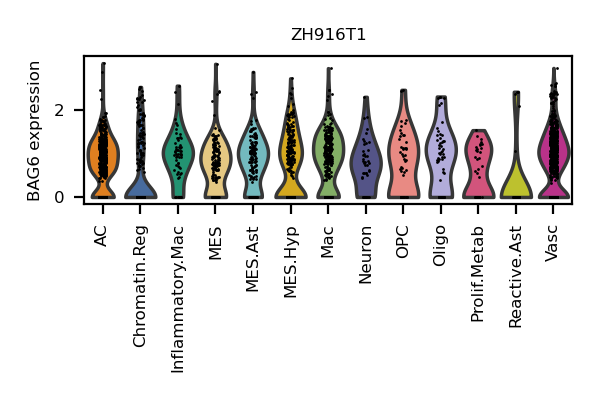 ZH916T1
BAG6 expression
2
0
AC
Chromatin.Reg
Inflammatory.Mac
MES
MES.Ast
MES.Hyp
Mac
Neuron
OPC
Oligo
Prolif.Metab
Reactive.Ast
Vasc